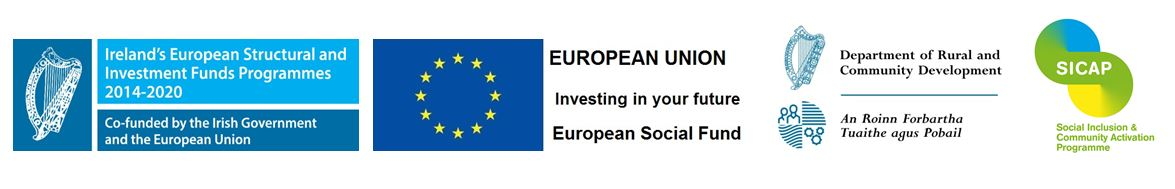 Ireland's European Structural and
Investment Funds Programmes
2014-2020
Co-funded by the Irish Government
and the European Union
EUROPEAN UNION
Investing in your future
European Social Fund
Department of Rural and
Community Development
An Roinn Forbartha
Tuaithe agus Pobail
SICAP
Social Inclusion &
Community Activation
Programme